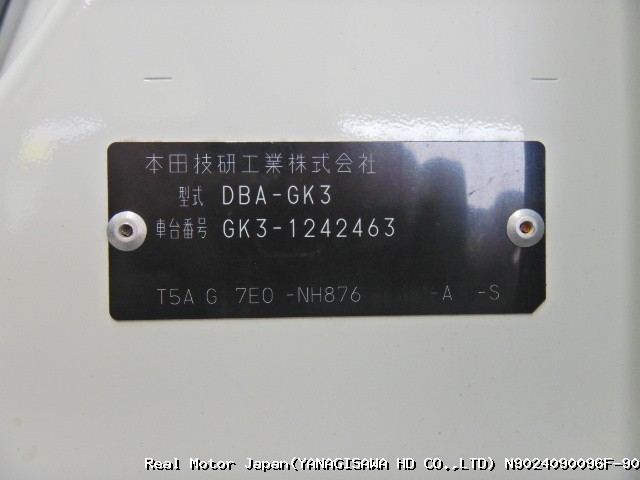 本田技研工業株式会社
型式 DBA-GK3
車台番号 GK3-1242463
T5A G 7E0 -NH876 -A -S
Real Motor Japan(YANAGISAWA HD CO.,LTD) N9024090096F-90